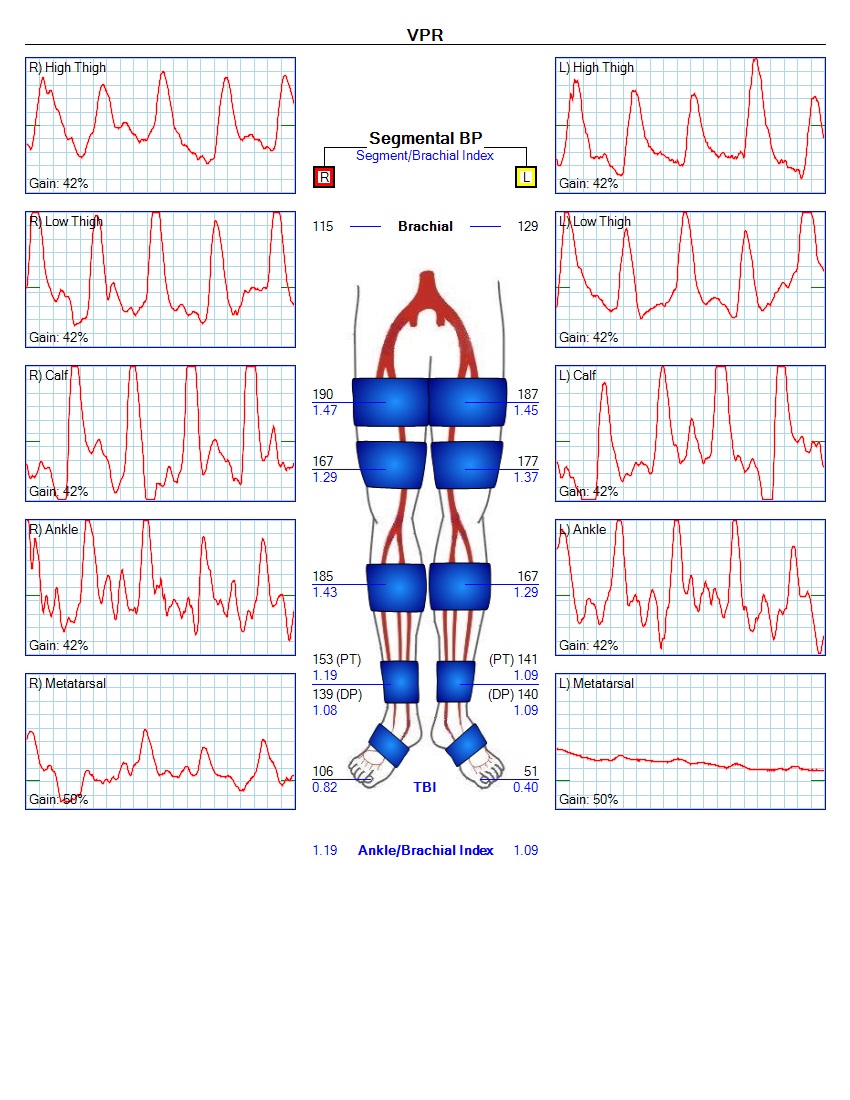 VPR
R) High Thigh
Gain: 42%
R) Low Thigh
Gain: 42%
R) Calf
Gain: 42%
R) Ankle
Gain: 42%
R) Metatarsal
Gain: 50%
Segmental BP
Segment/Brachial Index
R L
115 Brachial 129
190 187
1.47 1.45
167 177
1.29 1.37
185 167
1.43 1.29
153 (PT) (PT) 141
1.19 1.09
139 (DP) (DP) 140
1.08 1.09
106 51
0.82 TBI 0.40
1.19 Ankle/Brachial Index 1.09
L) High Thigh
Gain: 42%
L) Low Thigh
Gain: 42%
L) Calf
Gain: 42%
L) Ankle
Gain: 42%
L) Metatarsal
Gain: 50%